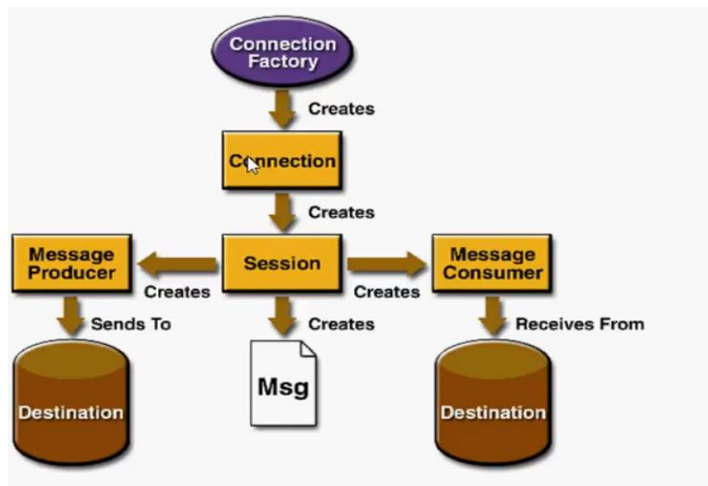 Connection
Factory
Creates
Connection
Creates
Message
Producer
Session
Message
Consumer
Creates
Creates
Sends To
Creates
Receives From
Msg
Destination
Destination